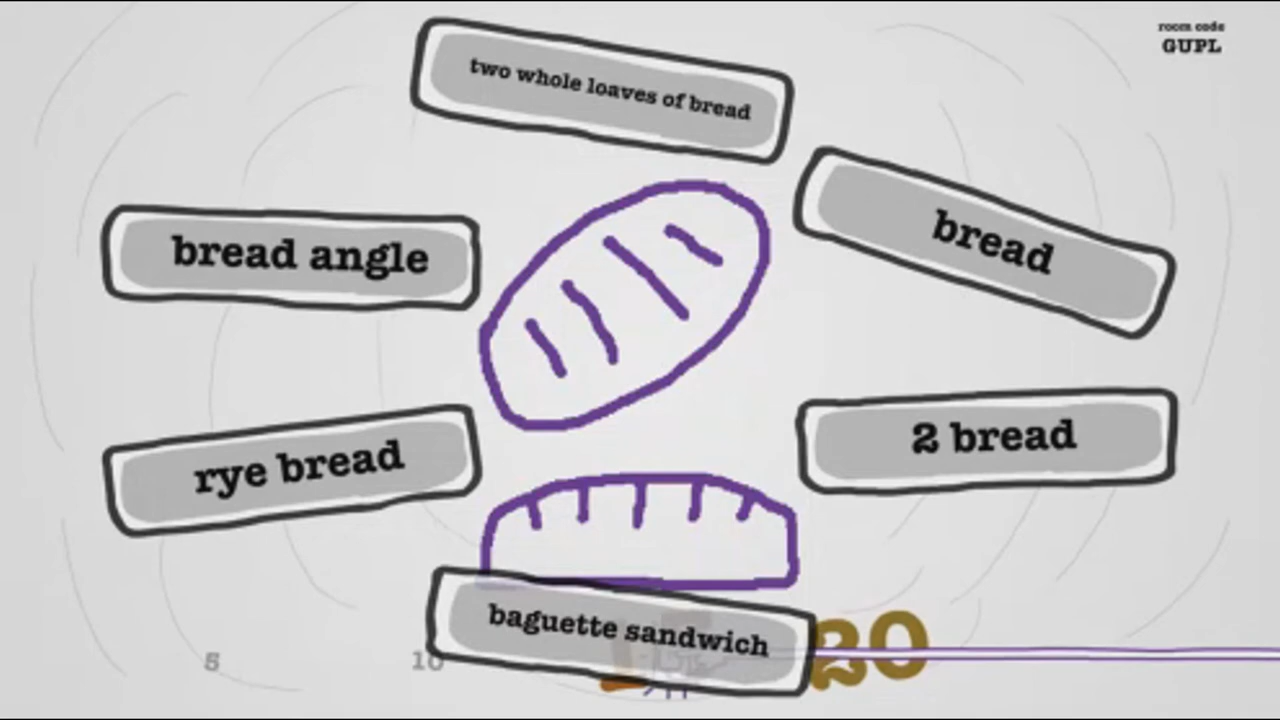 room code
GUPL
two whole loaves of bread
bread angle
bread
rye bread
2 bread
baguette sandwich
5
10
20